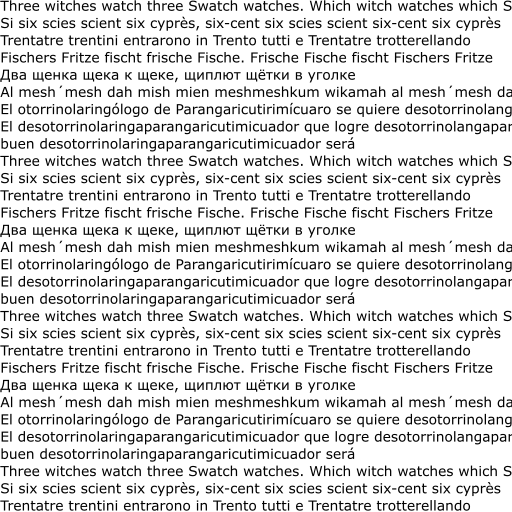 Three witches watch three Swatch watches. Which witch watches which S
Si six scies scient six cyprès, six-cent six scies scient six-cent six cyprès
Trentatre trentini entrarono in Trento tutti e Trentatre trotterellando
Fischers Fritze fischt frische Fische. Frische Fische fischt Fischers Fritze
Два щенка щека к щеке, щиплют щётки в уголке
Al mesh´mesh dah mish mien meshmeshkum wikamah al mesh´mesh da
El otorrinolaringólogo de Parangaricutirimícuaro se quiere desotorrinolang
El desotorrinolaringaparangaricutimicuador que logre desotorrinolangapar
buen desotorrinolaringaparangaricutimicuador será
Three witches watch three Swatch watches. Which witch watches which S
Si six scies scient six cyprès, six-cent six scies scient six-cent six cyprès
Trentatre trentini entrarono in Trento tutti e Trentatre trotterellando
Fischers Fritze fischt frische Fische. Frische Fische fischt Fischers Fritze
Два щенка щека к щеке, щиплют щётки в уголке
Al mesh´mesh dah mish mien meshmeshkum wikamah al mesh´mesh da
El otorrinolaringólogo de Parangaricutirimícuaro se quiere desotorrinolang
El desotorrinolaringaparangaricutimicuador que logre desotorrinolangapar
buen desotorrinolaringaparangaricutimicuador será
Three witches watch three Swatch watches. Which witch watches which S
Si six scies scient six cyprès, six-cent six scies scient six-cent six cyprès
Trentatre trentini entrarono in Trento tutti e Trentatre trotterellando
Fischers Fritze fischt frische Fische. Frische Fische fischt Fischers Fritze
Два щенка щека к щеке, щиплют щётки в уголке
Al mesh´mesh dah mish mien meshmeshkum wikamah al mesh´mesh da
El otorrinolaringólogo de Parangaricutirimícuaro se quiere desotorrinolang
El desotorrinolaringaparangaricutimicuador que logre desotorrinolangapar
buen desotorrinolaringaparangaricutimicuador será
Three witches watch three Swatch watches. Which witch watches which S
Si six scies scient six cyprès, six-cent six scies scient six-cent six cyprès
Trentatre trentini entrarono in Trento tutti e Trentatre trotterellando